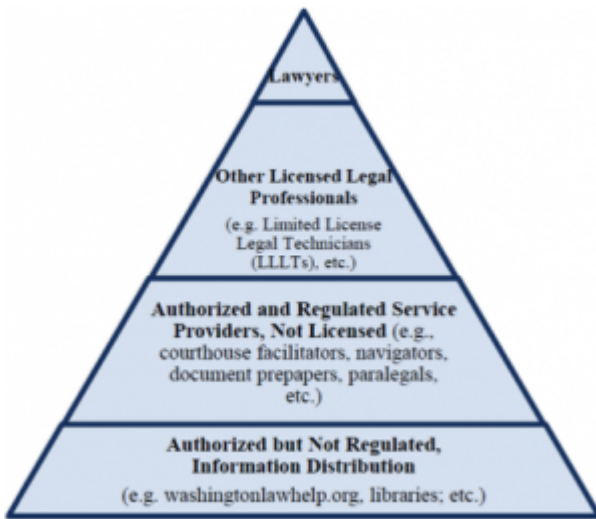 Lawyers
Other Licensed Legal
Professionals
(e.g. Limited License
Legal Technicians
(LLLTs), etc.)
Authorized and Regulated Service
Providers, Not Licensed (e.g.,
courthouse facilitators, navigators,
document prepapers, paralegals,
etc.)
Authorized but Not Regulated,
Information Distribution
(e.g. washingtonlawhelp.org, libraries; etc.)